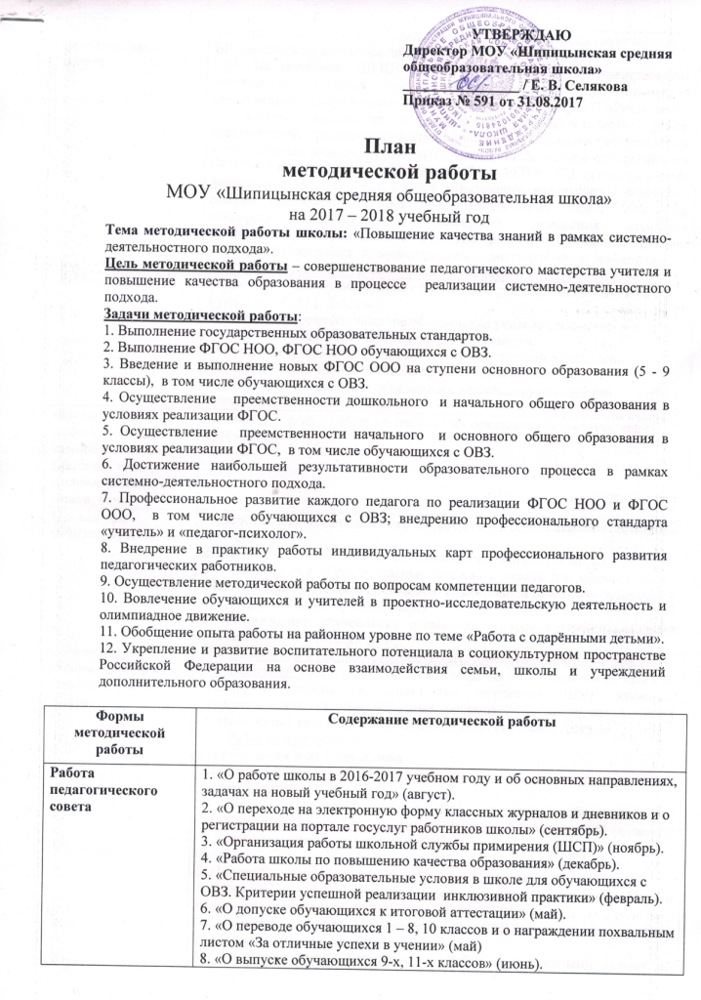 УТВЕРЖДАЮ
Директор МОУ «Шипицынская средняя
общеобразовательная школа»
/ Е. В. Селякова
Приказ № 591 от 31.08.2017
План
методической работы
МОУ «Шипицынская средняя общеобразовательная школа»
на 2017 – 2018 учебный год
Тема методической работы школы: «Повышение качества знаний в рамках системно-
деятельностного подхода».
Цель методической работы – совершенствование педагогического мастерства учителя и
повышение качества образования в процессе реализации системно-деятельностного
подхода.
Задачи методической работы:
1. Выполнение государственных образовательных стандартов.
2. Выполнение ФГОС НОО, ФГОС НОО обучающихся с ОВЗ.
3. Введение и выполнение новых ФГОС ООО на ступени основного образования (5 - 9
классы), в том числе обучающихся с ОВЗ.
4. Осуществление преемственности дошкольного и начального общего образования в
условиях реализации ФГОС.
5. Осуществление преемственности начального и основного общего образования в
условиях реализации ФГОС, в том числе обучающихся с ОВЗ.
6. Достижение наибольшей результативности образовательного процесса в рамках
системно-деятельностного подхода.
7. Профессиональное развитие каждого педагога по реализации ФГОС НОО и ФГОС
ООО, в том числе обучающихся с ОВЗ; внедрению профессионального стандарта
«учитель» и «педагог-психолог».
8. Внедрение в практику работы индивидуальных карт профессионального развития
педагогических работников.
9. Осуществление методической работы по вопросам компетенции педагогов.
10. Вовлечение обучающихся и учителей в проектно-исследовательскую деятельность и
олимпиадное движение.
11. Обобщение опыта работы на районном уровне по теме «Работа с одарёнными детьми».
12. Укрепление и развитие воспитательного потенциала в социокультурном пространстве
Российской Федерации на основе взаимодействия семьи, школы и учреждений
дополнительного образования.
Формы
методической
работы
Содержание методической работы
Работа
педагогического
совета
1. «О работе школы в 2016-2017 учебном году и об основных направлениях,
задачах на новый учебный год» (август).
2. «О переходе на электронную форму классных журналов и дневников и о
регистрации на портале госуслуг работников школы» (сентябрь).
3. «Организация работы школьной службы примирения (ШСП)» (ноябрь).
4. «Работа школы по повышению качества образования» (декабрь).
5. «Специальные образовательные условия в школе для обучающихся с
ОВЗ. Критерии успешной реализации инклюзивной практики» (февраль).
6. «О допуске обучающихся к итоговой аттестации» (май).
7. «О переводе обучающихся 1 – 8, 10 классов и о награждении похвальным
листом «За отличные успехи в учении» (май)
8. «О выпуске обучающихся 9-х, 11-х классов» (июнь).